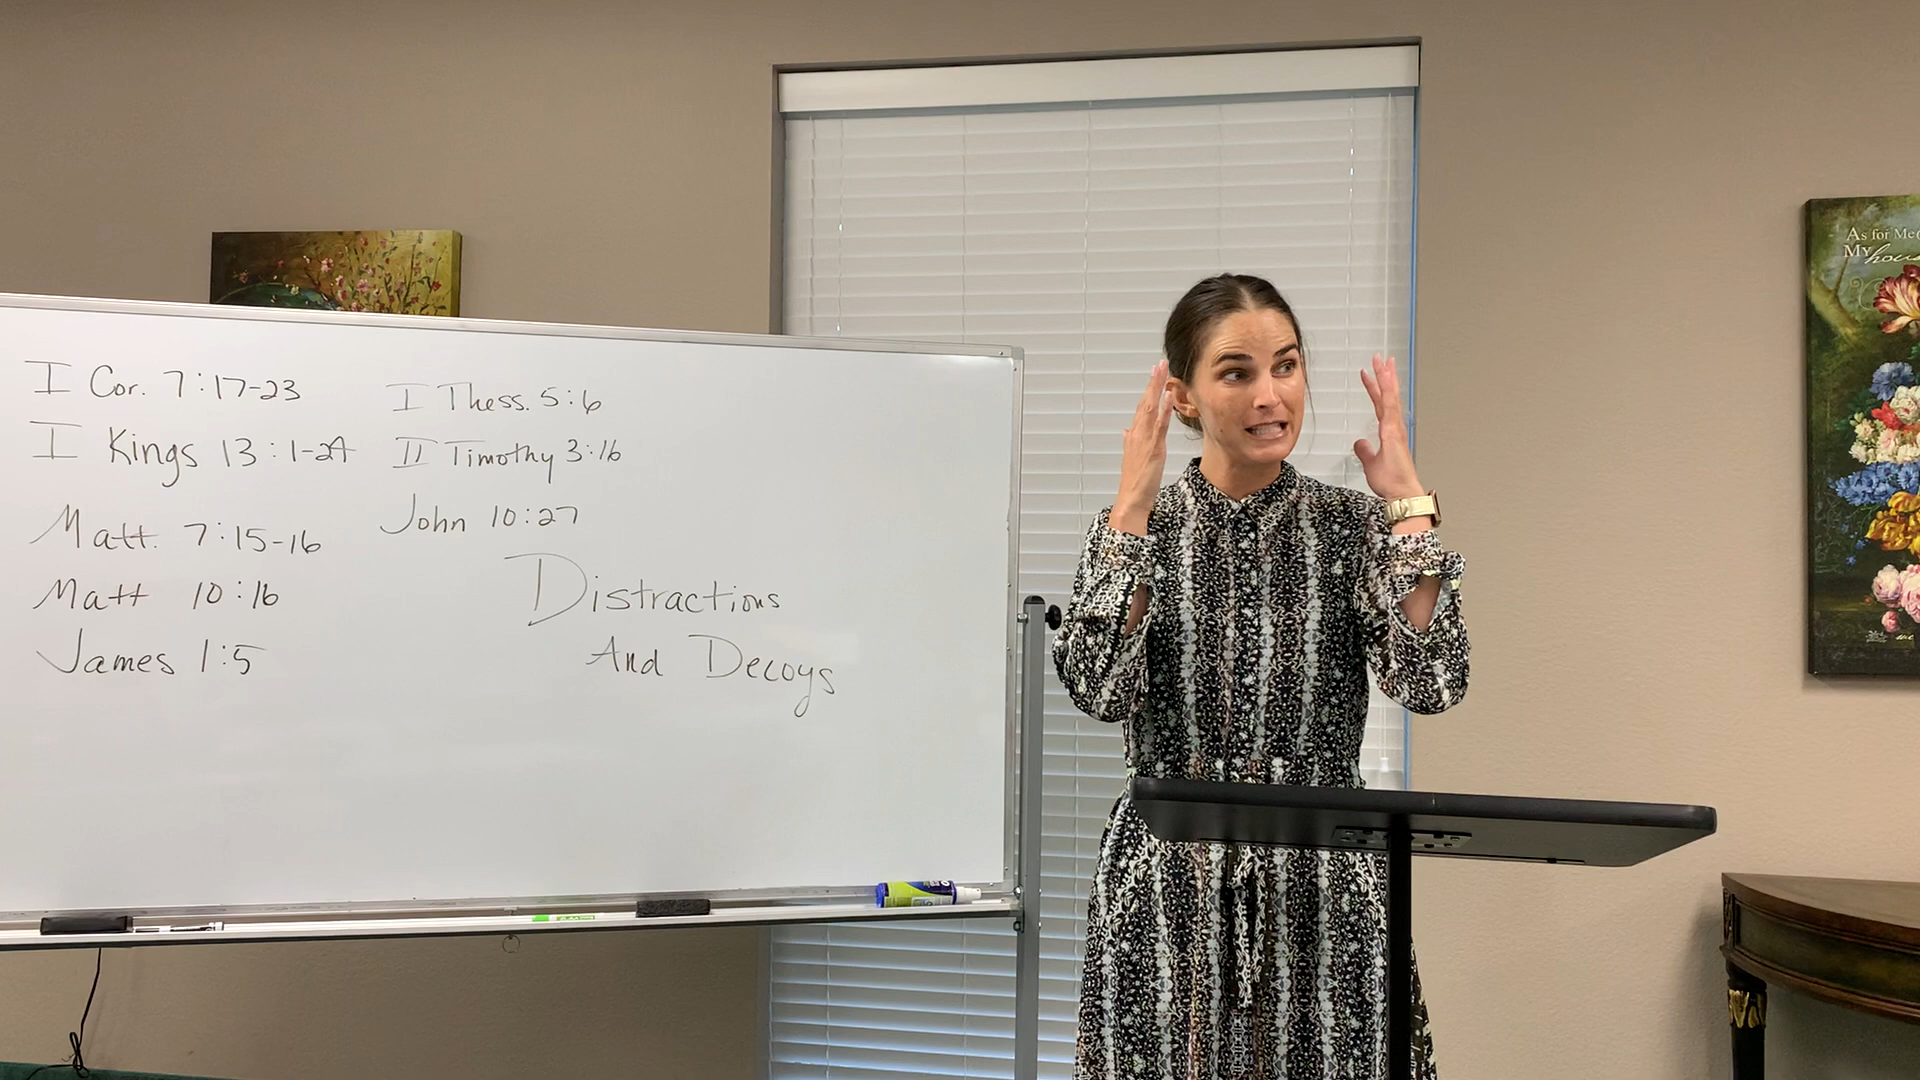 I Cor. 7:17-23
I Kings 13:1-24
Matt. 7:15-16
Matt 10:16
James 1:5
I Thess. 5:6
II Timothy 3:16
John 10:27
Distractions
And Decoys
As for Me
My hous